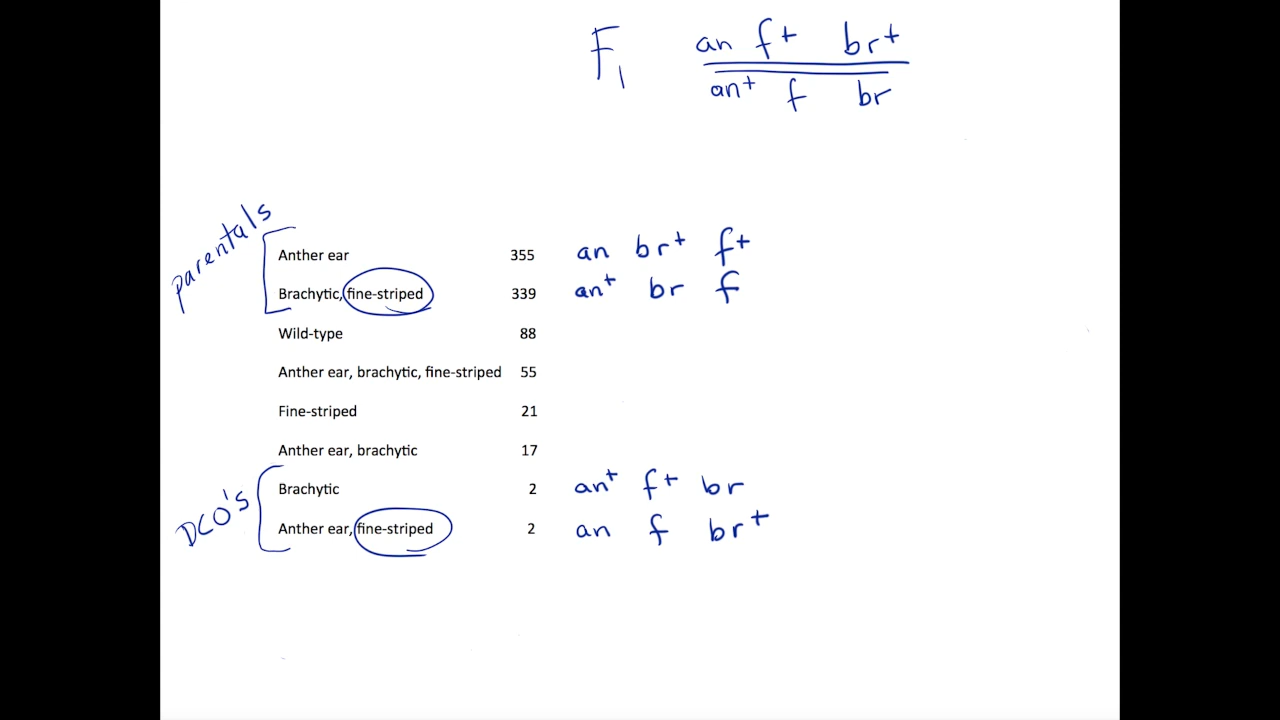 F1 an f+ br+
an+ f br
parentals
Anther ear 355 an br+ f+
Brachytic, fine-striped 339 an+ br f
Wild-type 88
Anther ear, brachytic, fine-striped 55
Fine-striped 21
Anther ear, brachytic 17
DCO's
Brachytic 2 an+ f+ br
Anther ear, fine-striped 2 an f br+